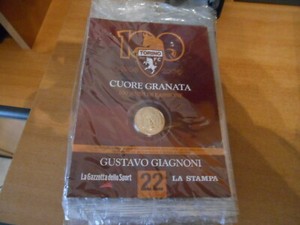 100
TORINO
CUORE GRANATA
GUSTAVO GIAGNONI
La Gazzetta dello Sport 22 LA STAMPA